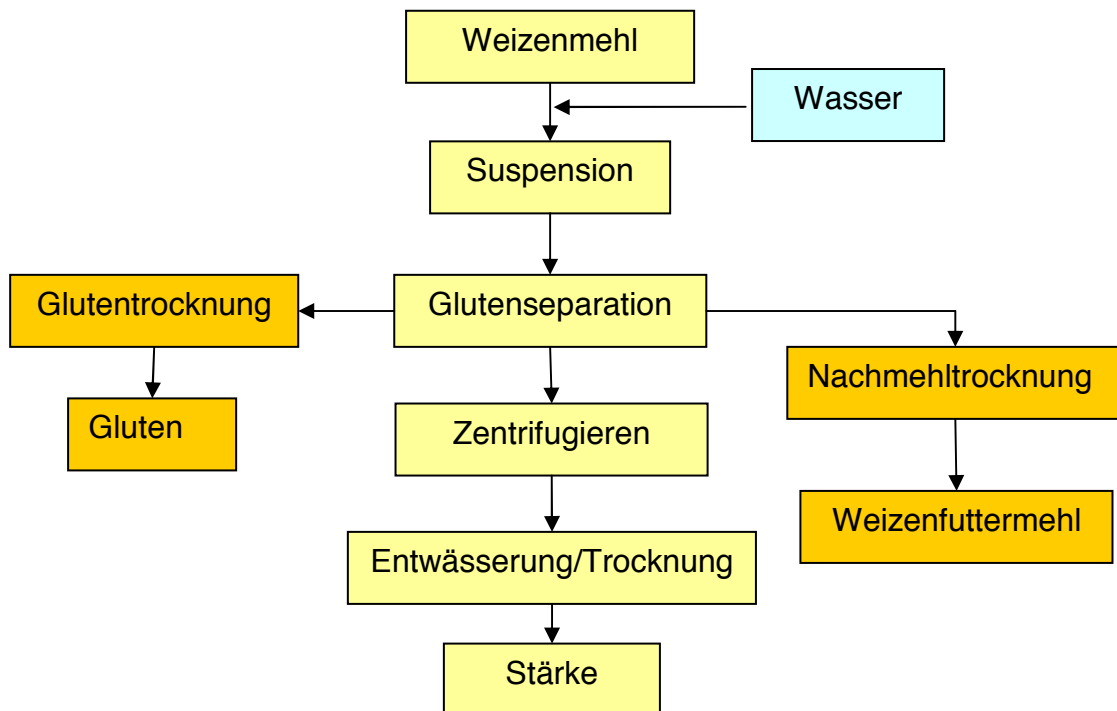 Weizenmehl
Wasser
Suspension
Glutentrocknung
Glutenseparation
Nachmehltrocknung
Gluten
Zentrifugieren
Weizenfuttermehl
Entwässerung/Trocknung
Stärke